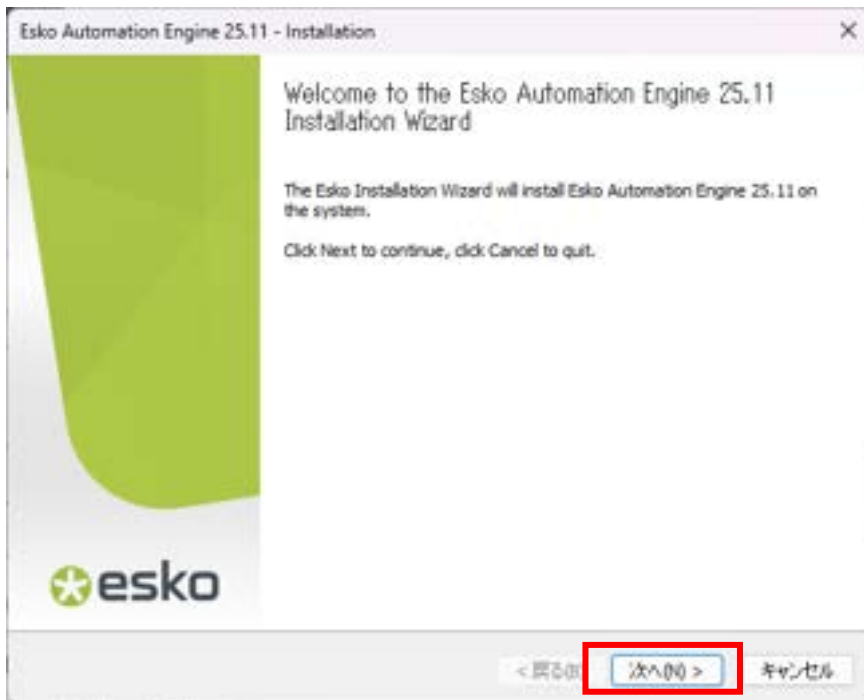 Esko Automation Engine 25.11 - Installation
Welcome to the Esko Automation Engine 25.11
Installation Wizard
The Esko Installation Wizard will install Esko Automation Engine 25.11 on
the system.
Click Next to continue, click Cancel to quit.
esko
< 戻る(B) 次へ(N) > キャンセル